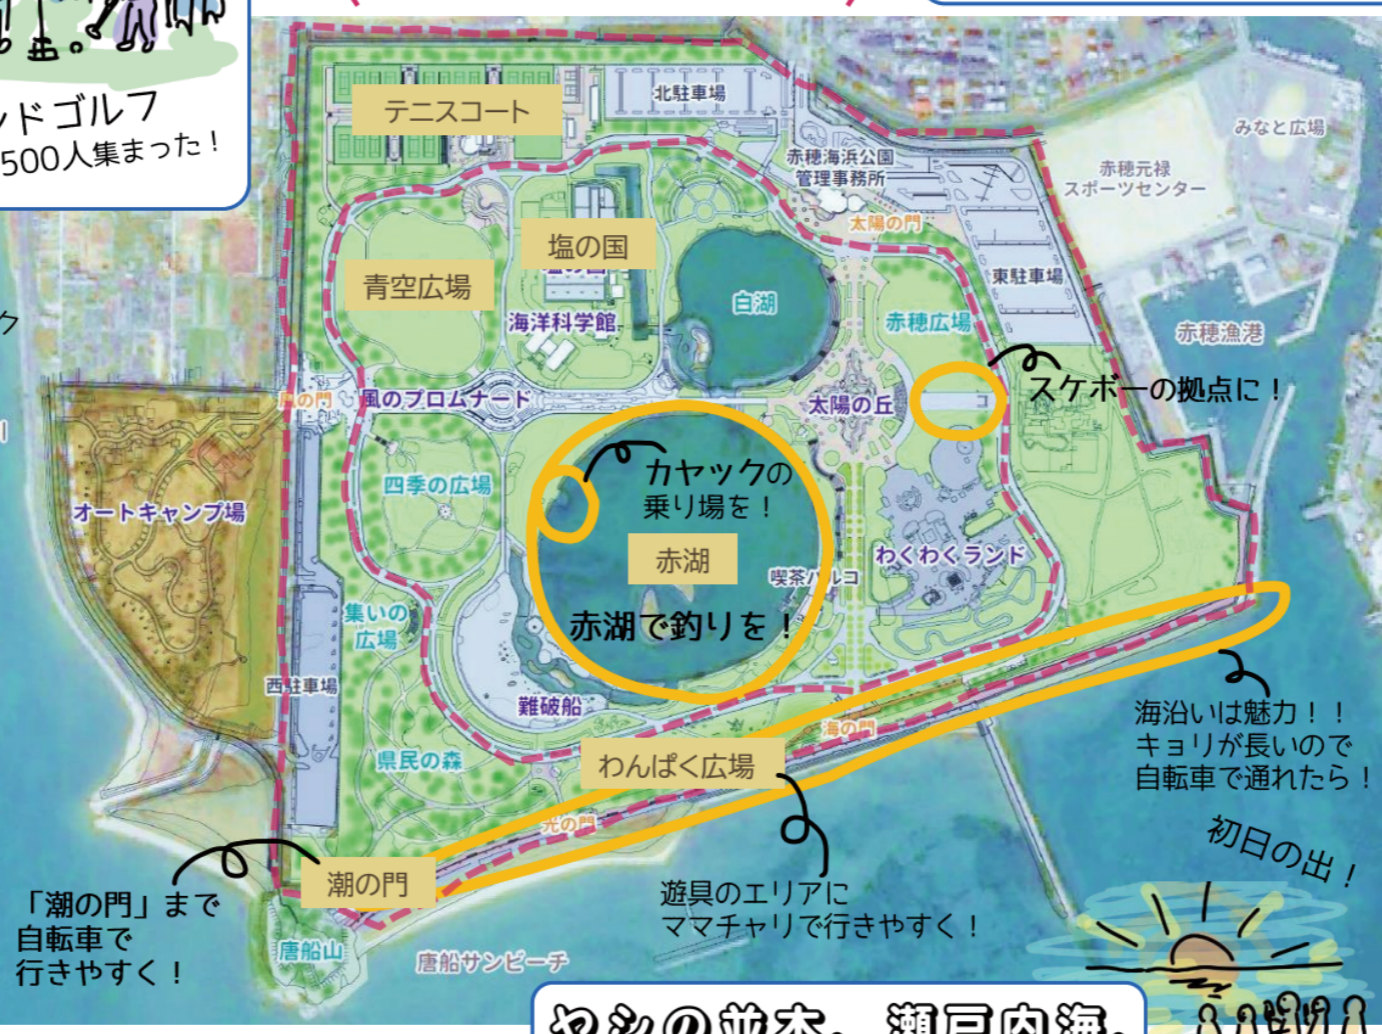 ンドゴルフ
500人集まった！
テニスコート
北駐車場
みなと広場
赤穂海浜公園
管理事務所
赤穂元禄
スポーツセンター
太陽の門
塩の国
青空広場
東駐車場
白湖
海洋科学館
赤穂広場
赤穂漁港
ク
スケボーの拠点に！
風の門
風のプロムナード
太陽の丘
カヤックの
乗り場を！
四季の広場
オートキャンプ場
赤湖
わくわくランド
喫茶パルコ
集いの
広場
赤湖で釣りを！
西駐車場
難破船
海の門
海沿いは魅力！！
キョリが長いので
自転車で通れたら！
県民の森
わんぱく広場
光の門
初日の出！
潮の門
「潮の門」まで
自転車で
行きやすく！
遊具のエリアに
ママチャリで行きやすく！
唐船山
唐船サンビーチ
ヤシの並木、瀬戸内海、